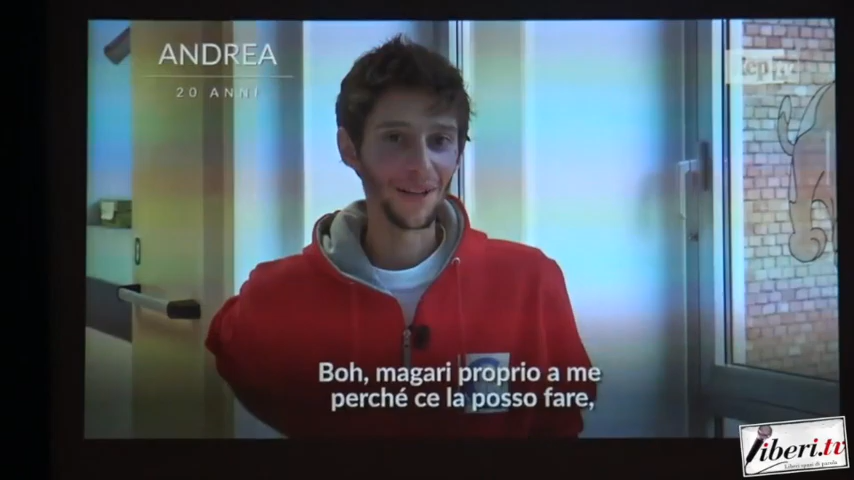 ANDREA
20 ANNI
Boh, magari proprio a me
perché ce la posso fare,
liberi.tv